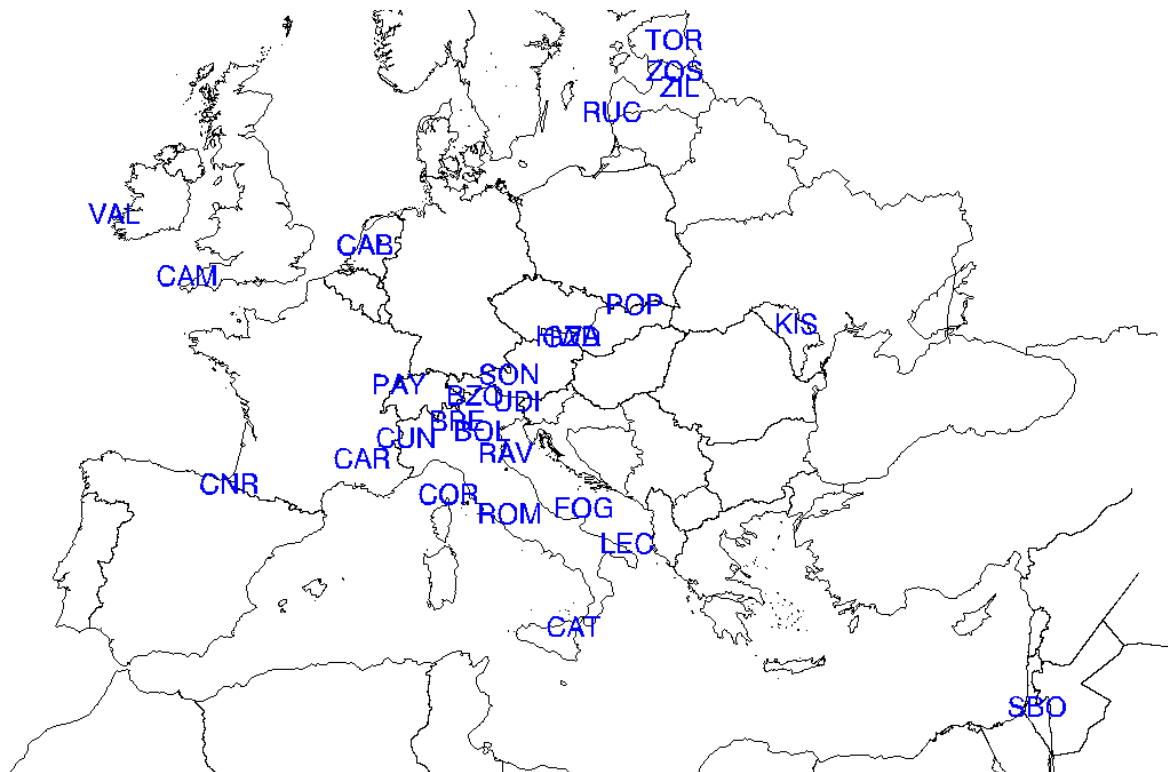 TOR
ZOS
ZIL
RUC
VAL
CAB
CAM
POP
KIS
SON
PAY
BZO
UDI
BRE
BOL
CUN
RAV
CAR
CNR
COR
ROM
FOG
LEC
CAT
SBO